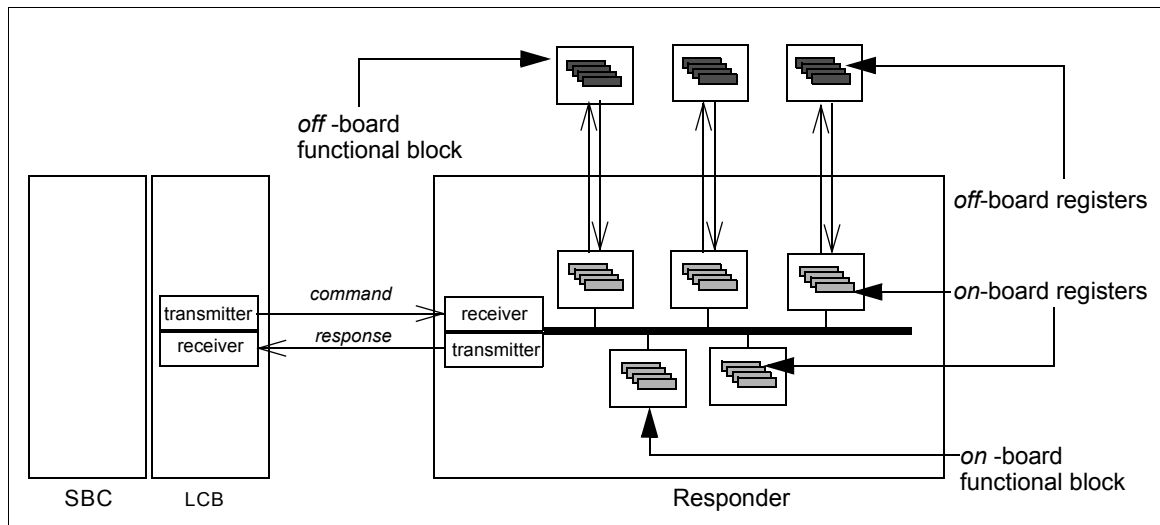 off -board
functional block
off-board registers
on-board registers
command
transmitter
receiver
response
receiver
transmitter
on -board
functional block
SBC
LCB
Responder